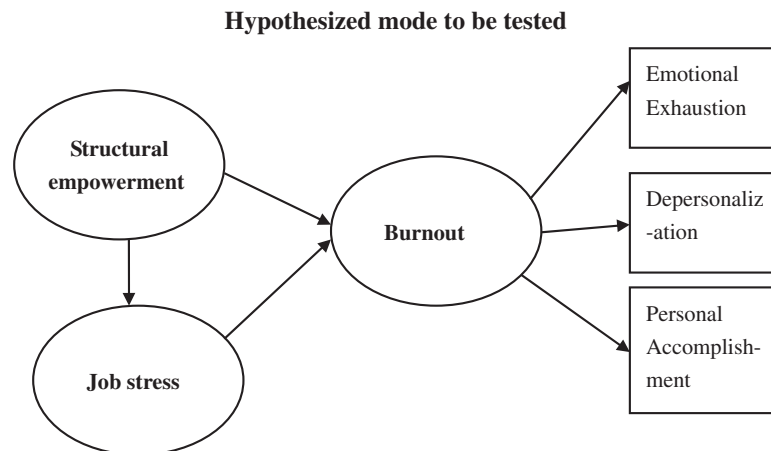 Hypothesized mode to be tested
Structural
empowerment
Job stress
Burnout
Emotional
Exhaustion
Depersonaliz
-ation
Personal
Accomplish-
ment